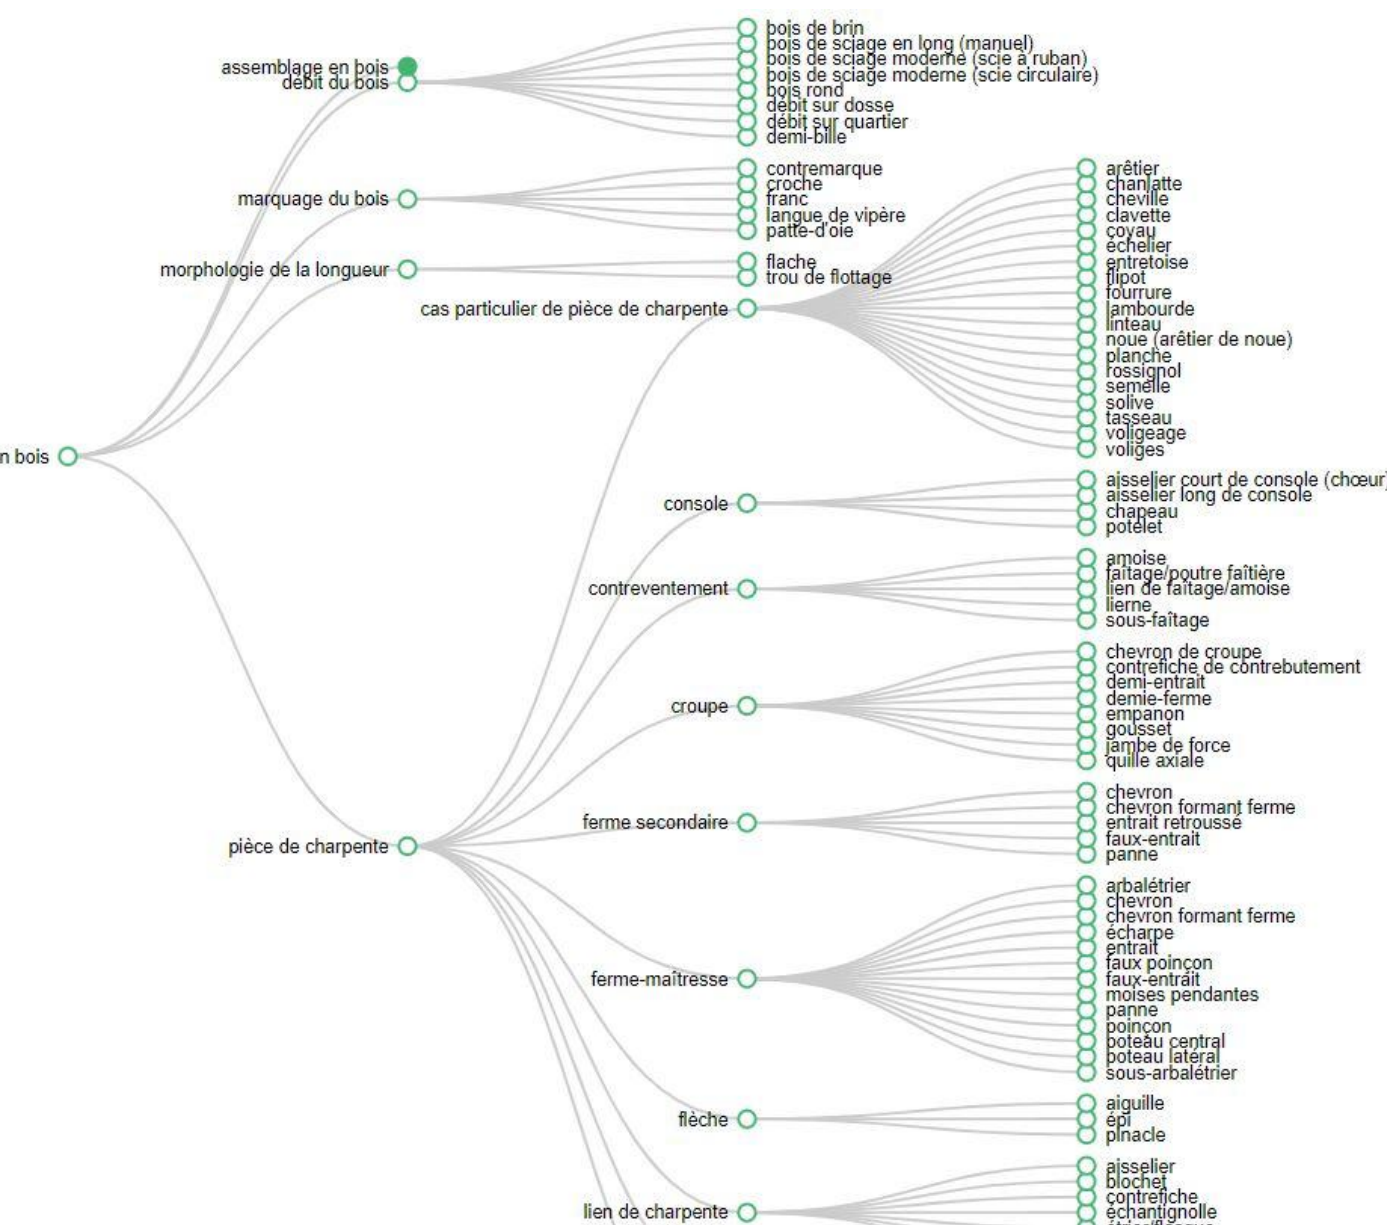 assemblage en bois
débit du bois
bois de brin
bois de sciage en long (manuel)
bois de sciage moderne (scie à ruban)
bois de sciage moderne (scie circulaire)
bois rond
débit sur dosse
débit sur quartier
demi-bille
marquage du bois
contremarque
croche
franc
langue de vipère
patte-d'oie
morphologie de la longueur
flache
trou de flottage
n bois
pièce de charpente
cas particulier de pièce de charpente
arêtier
chanlatte
cheville
clavette
coyau
échelier
entretoise
flipot
fourrure
lambourde
linteau
noue (arêtier de noue)
planche
rossignol
semelle
solive
tasseau
voligeage
voliges
console
aisselier court de console (chœur)
aisselier long de console
chapeau
potelet
contreventement
amoise
faîtage/poutre faîtière
lien de faîtage/amoise
lierne
sous-faîtage
croupe
chevron de croupe
contrefiche de contrebutement
demi-entrait
demie-ferme
empanon
gousset
jambe de force
quille axiale
ferme secondaire
chevron
chevron formant ferme
entrait retroussé
faux-entrait
panne
ferme-maîtresse
arbalétrier
chevron
chevron formant ferme
écharpe
entrait
faux poinçon
faux-entrait
moises pendantes
panne
poinçon
poteau central
poteau latéral
sous-arbalétrier
flèche
aiguille
épi
pinacle
lien de charpente
aisselier
blochet
contrefiche
échantignolle